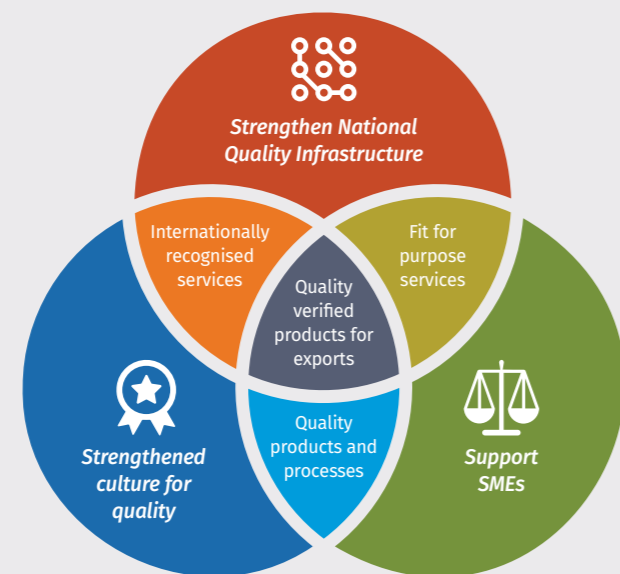 Strengthen National
Quality Infrastructure
Internationally
recognised
services
Fit for
purpose
services
Quality
verified
products for
exports
Strengthened
culture for
quality
Quality
products and
processes
Support
SMEs